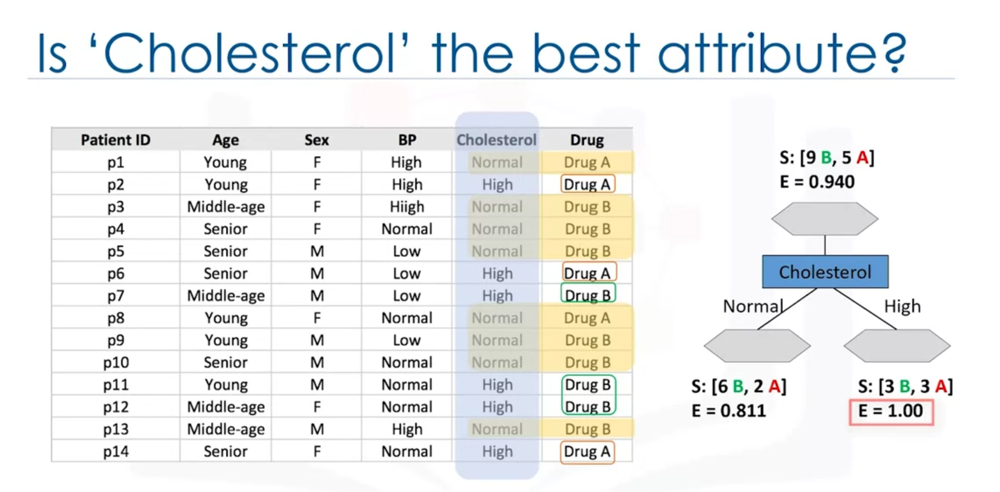 Is ‘Cholesterol’ the best attribute?
Patient ID Age Sex BP Cholesterol Drug
p1 Young F High Normal Drug A
p2 Young F High High Drug A
p3 Middle-age F Hiigh Normal Drug B
p4 Senior F Normal Normal Drug B
p5 Senior M Low Normal Drug B
p6 Senior M Low High Drug A
p7 Middle-age M Low High Drug B
p8 Young F Normal Normal Drug A
p9 Young M Low Normal Drug B
p10 Senior M Normal Normal Drug B
p11 Young M Normal High Drug B
p12 Middle-age F Normal High Drug B
p13 Middle-age M High Normal Drug B
p14 Senior F Normal High Drug A
S: [9 B, 5 A]
E = 0.940
Cholesterol
Normal High
S: [6 B, 2 A] S: [3 B, 3 A]
E = 0.811 E = 1.00